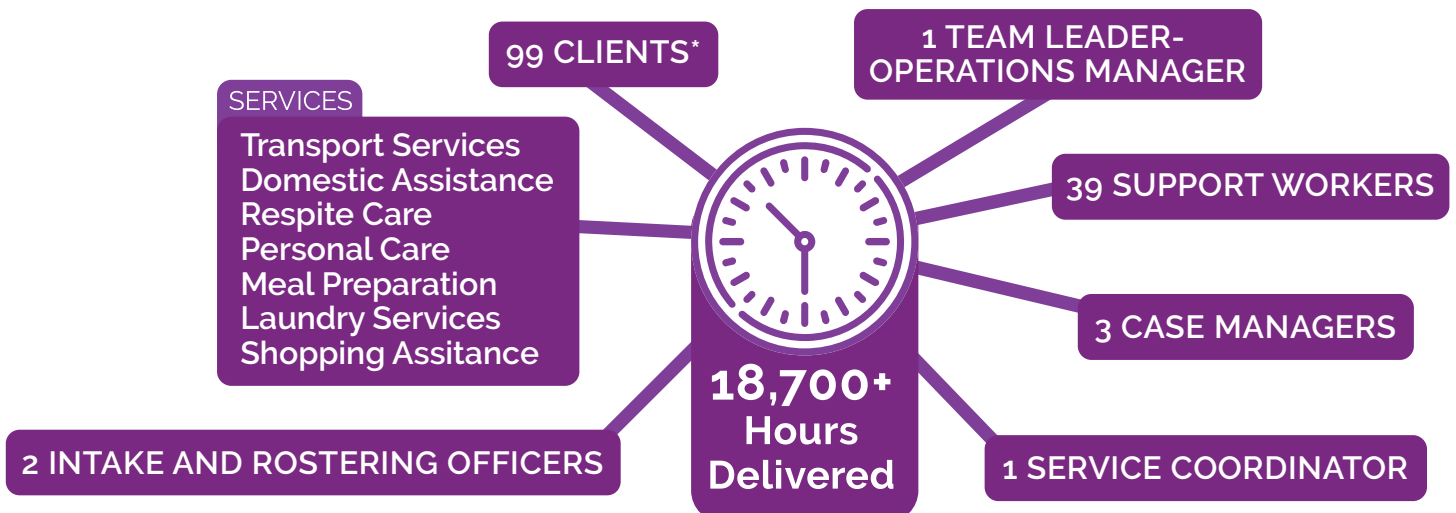 99 CLIENTS*
1 TEAM LEADER-
OPERATIONS MANAGER
SERVICES
Transport Services
Domestic Assistance
Respite Care
Personal Care
Meal Preparation
Laundry Services
Shopping Assitance
39 SUPPORT WORKERS
3 CASE MANAGERS
18,700+
Hours
Delivered
2 INTAKE AND ROSTERING OFFICERS
1 SERVICE COORDINATOR